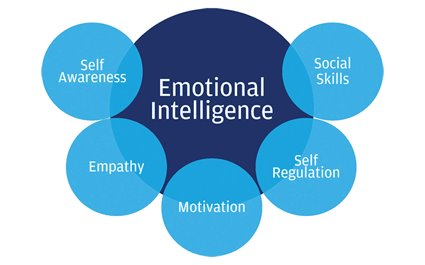 Self
Awareness
Emotional
Intelligence
Social
Skills
Empathy
Self
Regulation
Motivation